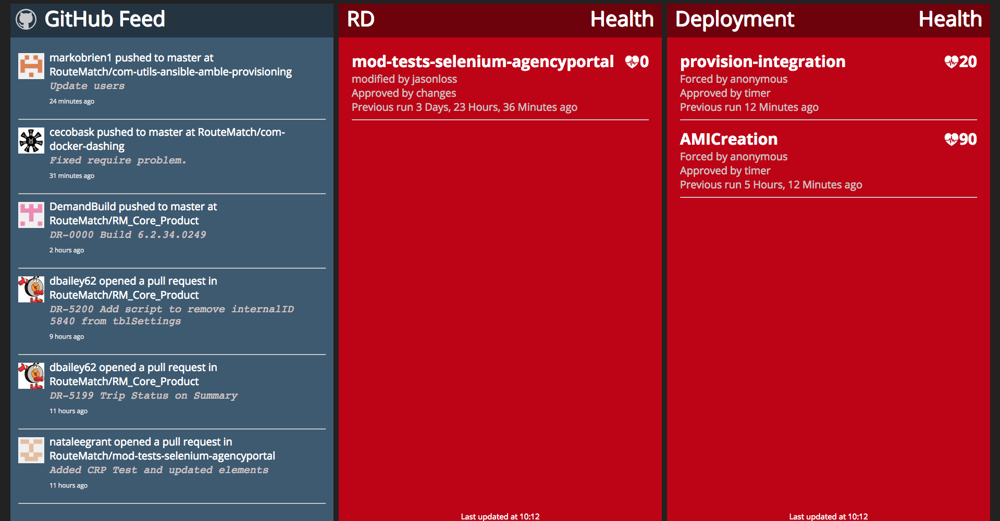 GitHub Feed
markobrien1 pushed to master at
RouteMatch/com-utils-ansible-amble-provisioning
Update users
24 minutes ago
cecobask pushed to master at RouteMatch/com-
docker-dashing
Fixed require problem.
31 minutes ago
DemandBuild pushed to master at
RouteMatch/RM_Core_Product
DR-0000 Build 6.2.34.0249
2 hours ago
dbailey62 opened a pull request in
RouteMatch/RM_Core_Product
DR-5200 Add script to remove internalID
5840 from tblSettings
9 hours ago
dbailey62 opened a pull request in
RouteMatch/RM_Core_Product
DR-5199 Trip Status on Summary
11 hours ago
nataleegrant opened a pull request in
RouteMatch/mod-tests-selenium-agencyportal
Added CRP Test and updated elements
11 hours ago
RD Health
mod-tests-selenium-agencyportal 0
modified by jasonloss
Approved by changes
Previous run 3 Days, 23 Hours, 36 Minutes ago
Last updated at 10:12
Deployment Health
provision-integration 20
Forced by anonymous
Approved by timer
Previous run 12 Minutes ago
AMICreation 90
Forced by anonymous
Approved by timer
Previous run 5 Hours, 12 Minutes ago
Last updated at 10:12